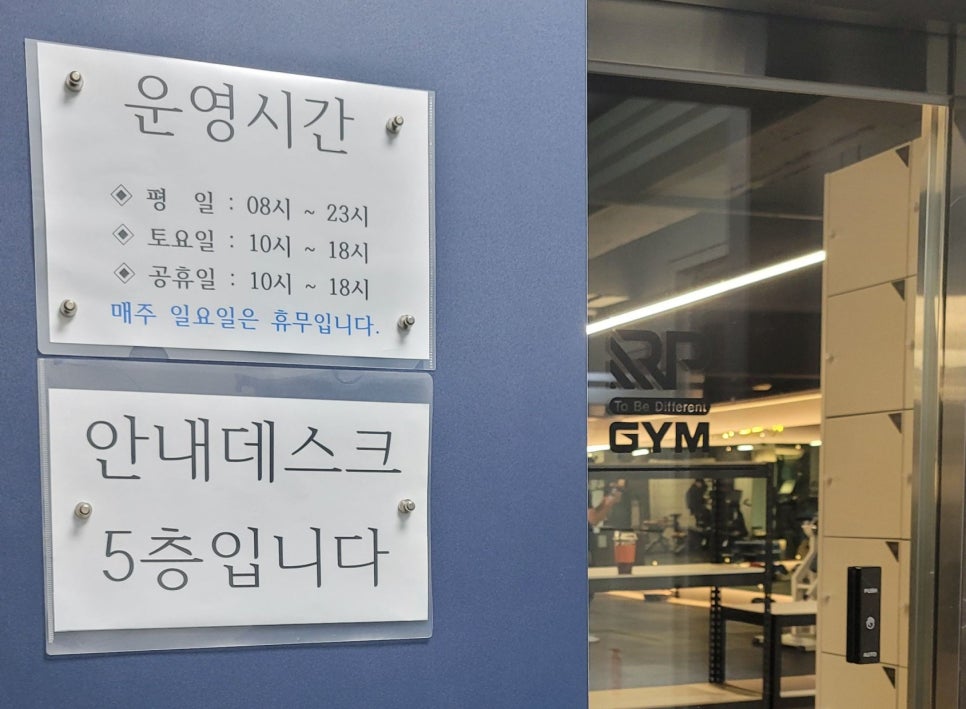 운영시간
◈ 평 일 : 08시 ~ 23시
◈ 토요일 : 10시 ~ 18시
◈ 공휴일 : 10시 ~ 18시
매주 일요일은 휴무입니다.
안내데스크
5층입니다
RP
To Be Different
GYM
PUSH
AUTO